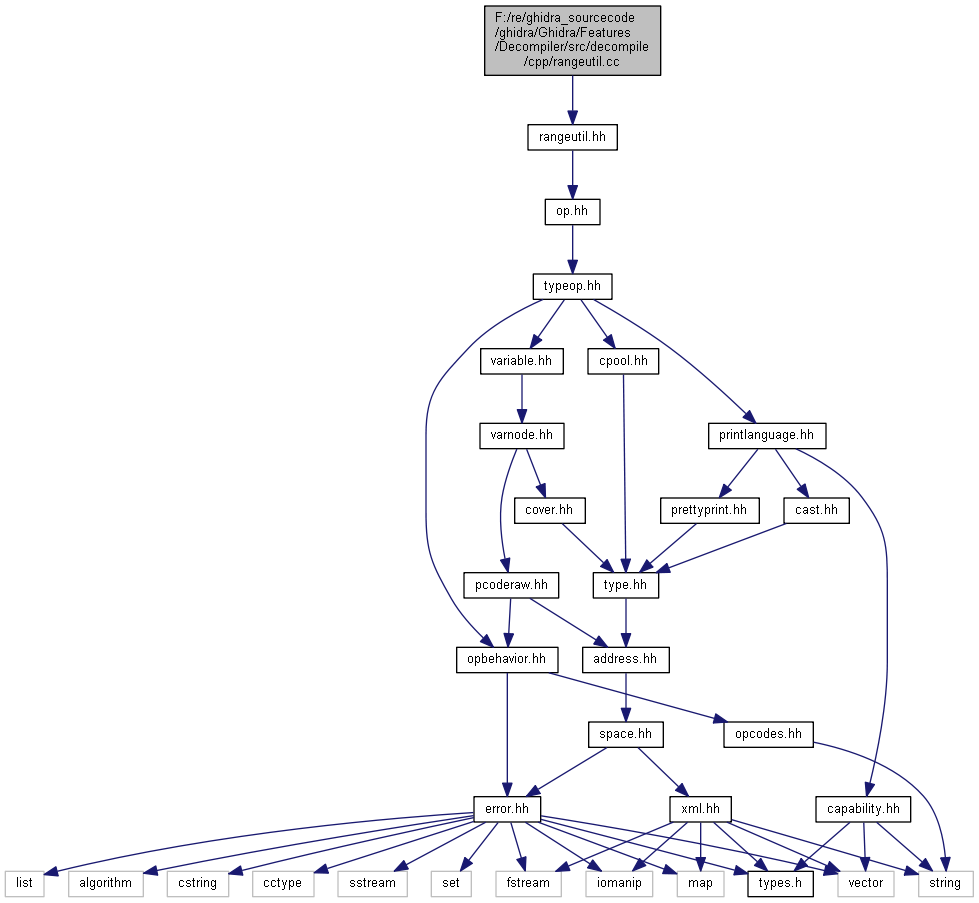 F:/re/ghidra_sourcecode
/ghidra/Ghidra/Features
/Decompiler/src/decompile
/cpp/rangeutil.cc
rangeutil.hh
op.hh
typeop.hh
variable.hh
cpool.hh
varnode.hh
printlanguage.hh
cover.hh
prettyprint.hh
cast.hh
pcoderaw.hh
type.hh
opbehavior.hh
address.hh
space.hh
opcodes.hh
error.hh
xml.hh
capability.hh
list
algorithm
cstring
cctype
sstream
set
fstream
iomanip
map
types.h
vector
string